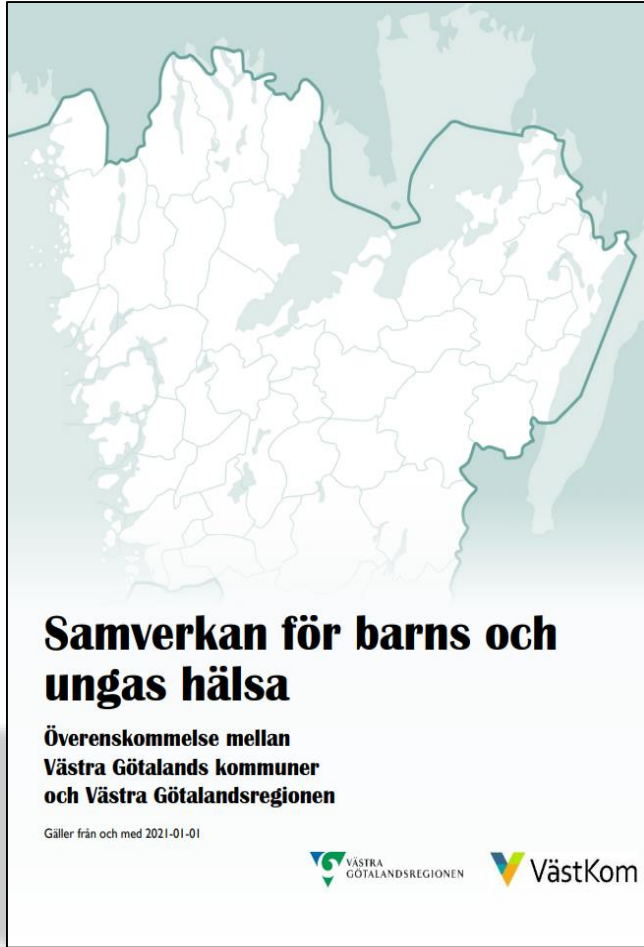 Samverkan för barns och
ungas hälsa
Överenskommelse mellan
Västra Götalands kommuner
och Västra Götalandsregionen
Gäller från och med 2021-01-01
VÄSTRA
GÖTALANDSREGIONEN
VästKom